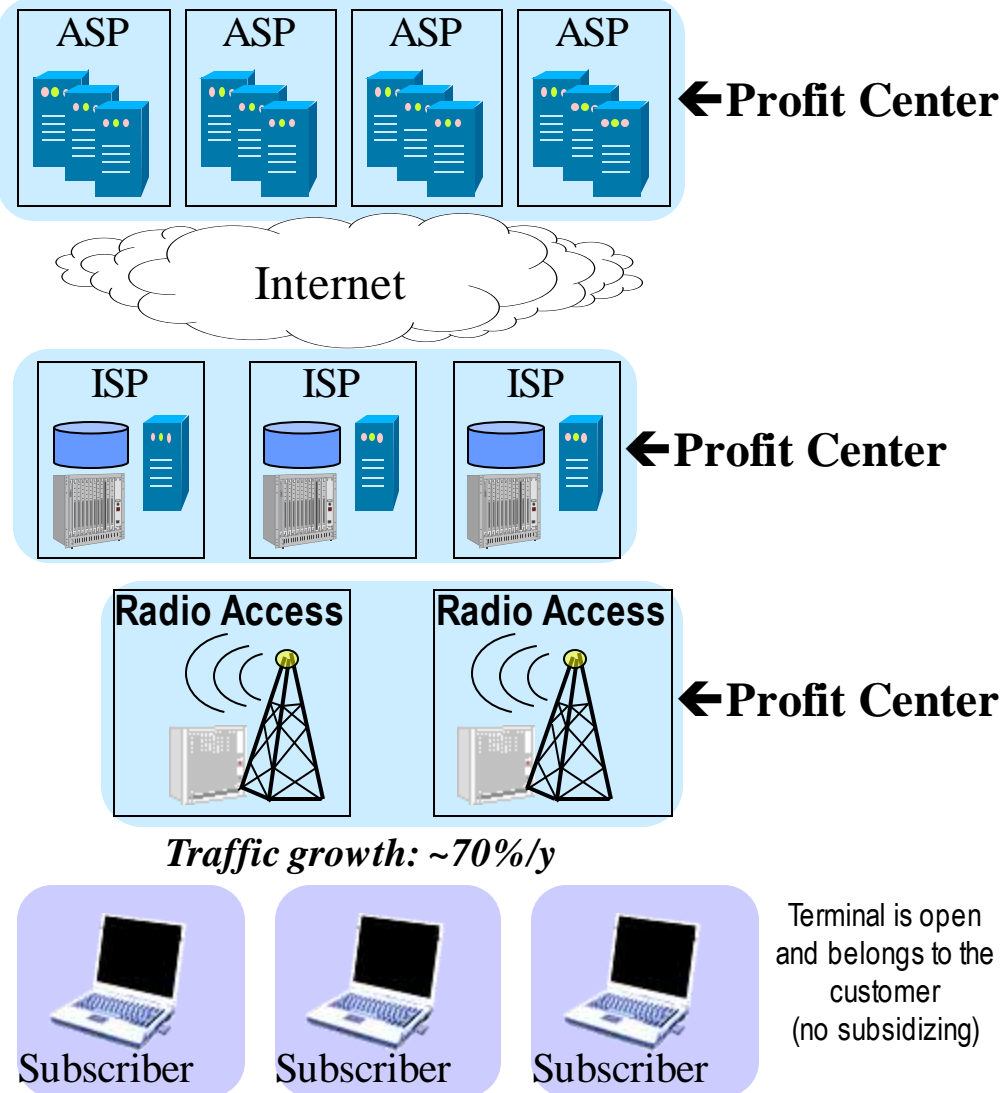 ASP ASP ASP ASP
←Profit Center
Internet
ISP ISP ISP
←Profit Center
Radio Access Radio Access
←Profit Center
Traffic growth: ~70%/y
Terminal is open
and belongs to the
customer
(no subsidizing)
Subscriber Subscriber Subscriber